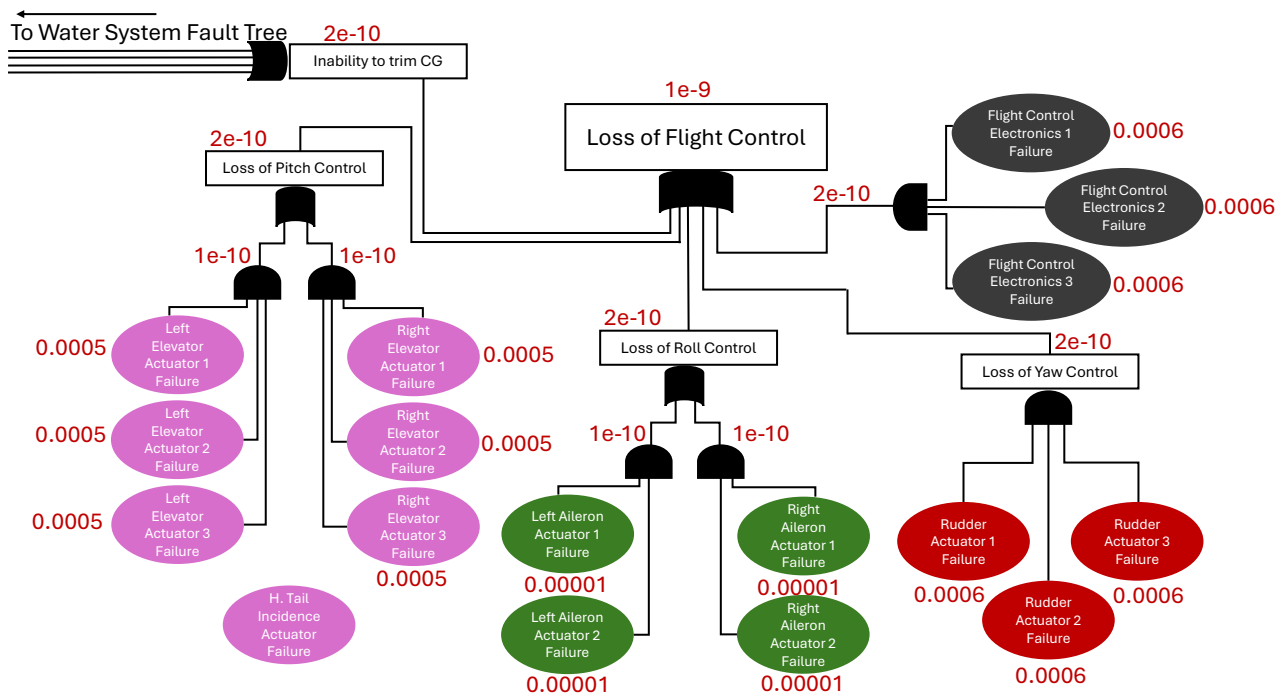 To Water System Fault Tree
2e-10
Inability to trim CG
1e-9
Loss of Flight Control
2e-10
Loss of Pitch Control
1e-10
1e-10
Left
Elevator
Actuator 1
Failure
0.0005
Left
Elevator
Actuator 2
Failure
0.0005
Left
Elevator
Actuator 3
Failure
0.0005
Right
Elevator
Actuator 1
Failure
0.0005
Right
Elevator
Actuator 2
Failure
0.0005
Right
Elevator
Actuator 3
Failure
0.0005
H. Tail
Incidence
Actuator
Failure
2e-10
Loss of Roll Control
1e-10
1e-10
Left Aileron
Actuator 1
Failure
0.00001
Left Aileron
Actuator 2
Failure
0.00001
Right
Aileron
Actuator 1
Failure
0.00001
Right
Aileron
Actuator 2
Failure
0.00001
2e-10
Flight Control
Electronics 1
Failure
0.0006
Flight Control
Electronics 2
Failure
0.0006
Flight Control
Electronics 3
Failure
0.0006
2e-10
Loss of Yaw Control
Rudder
Actuator 1
Failure
0.0006
Rudder
Actuator 2
Failure
0.0006
Rudder
Actuator 3
Failure
0.0006